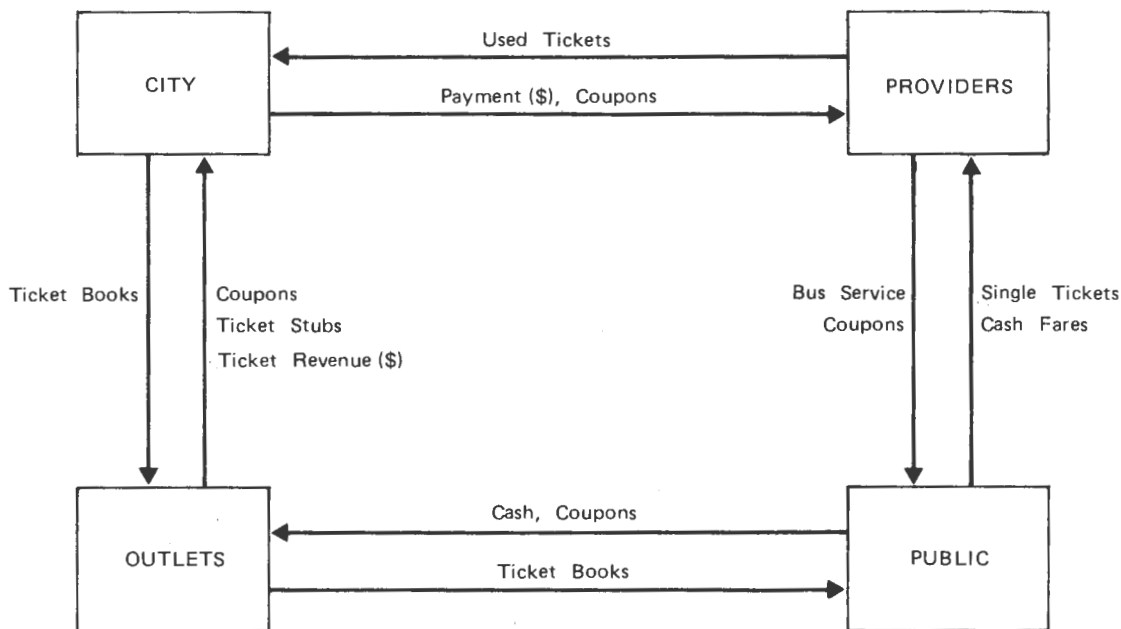 Used Tickets
CITY
PROVIDERS
Payment ($), Coupons
Ticket Books
Coupons
Ticket Stubs
Ticket Revenue ($)
Bus Service
Coupons
Single Tickets
Cash Fares
Cash, Coupons
OUTLETS
PUBLIC
Ticket Books